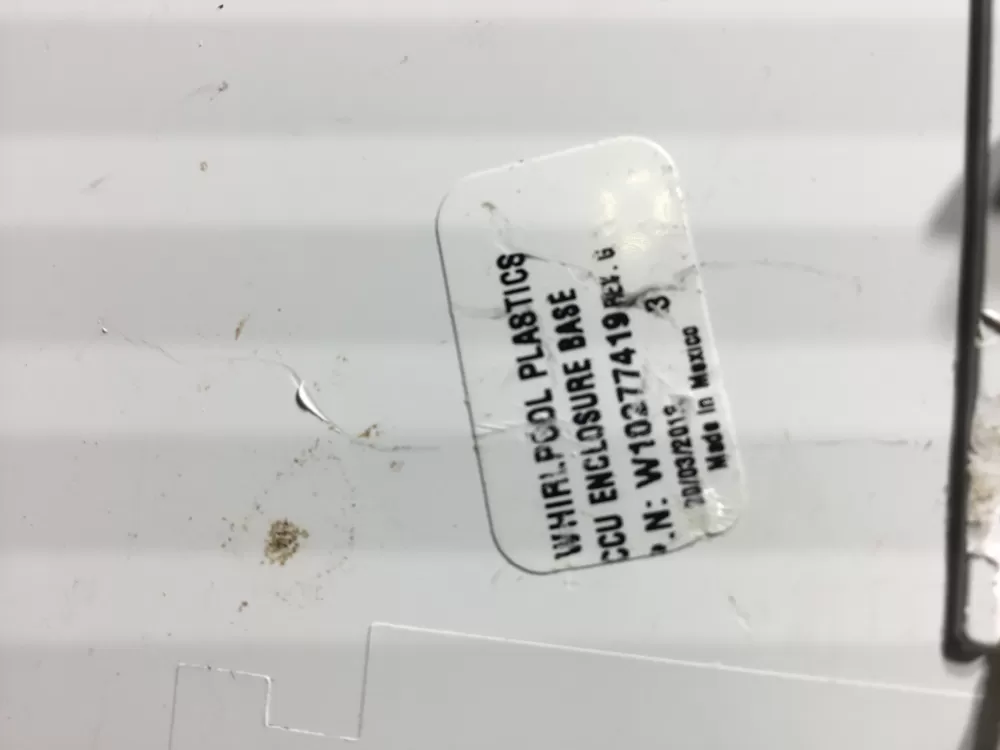 WHIRLPOOL PLASTICS
CCU ENCLOSURE BASE
P.N: W10277419 REV. G
3
Made in Mexico